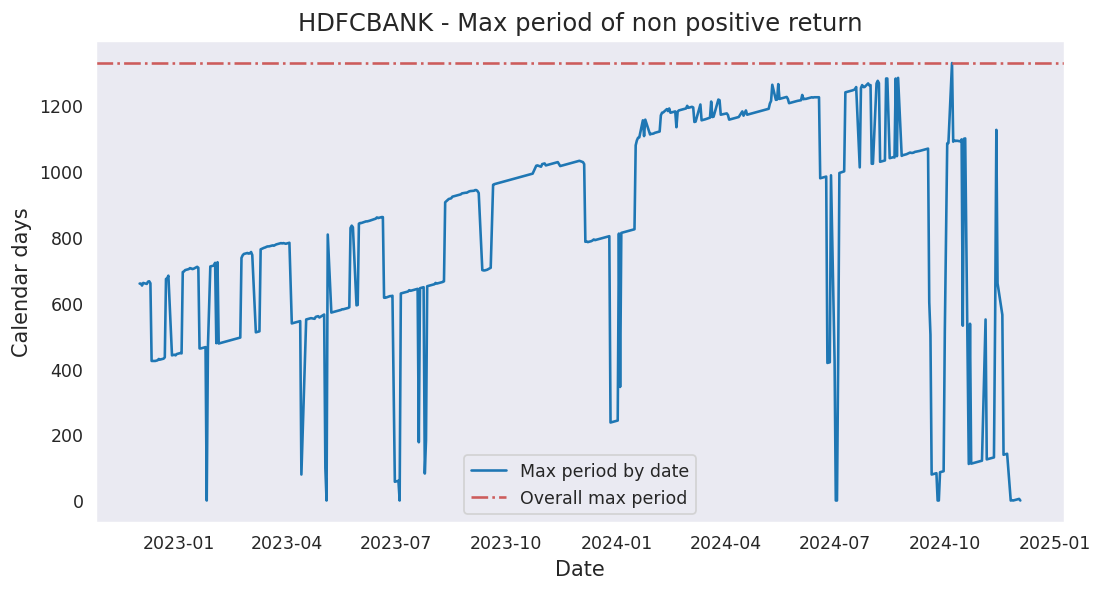 HDFCBANK - Max period of non positive return
Calendar days
1200
1000
800
600
400
200
0
Max period by date
Overall max period
2023-01 2023-04 2023-07 2023-10 2024-01 2024-04 2024-07 2024-10 2025-01
Date